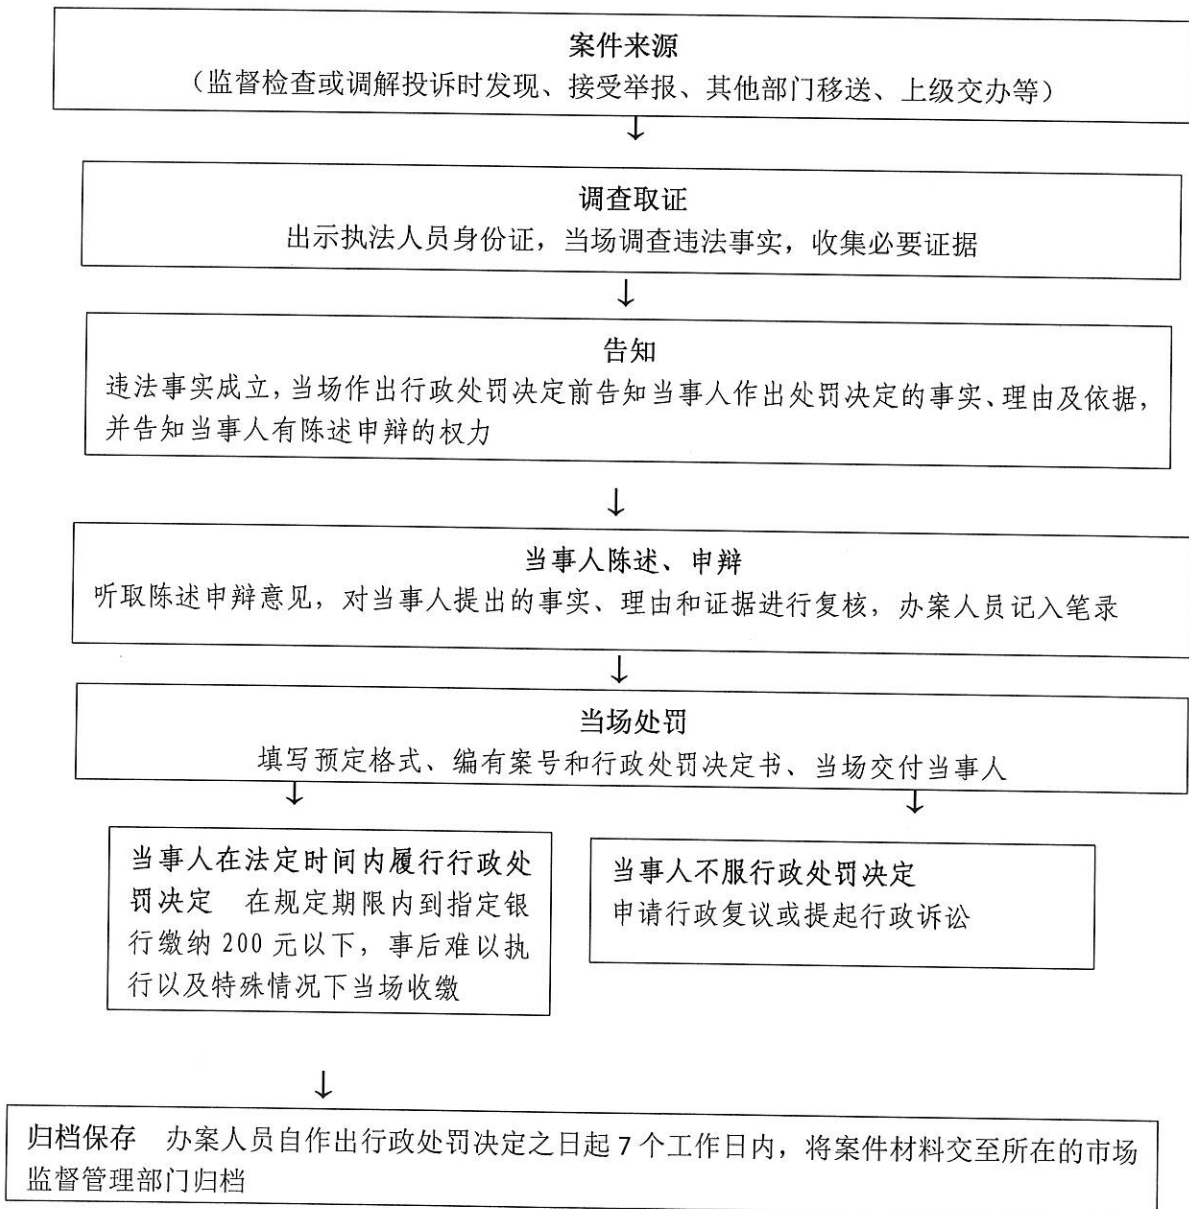 案件来源
（监督检查或调解投诉时发现、接受举报、其他部门移送、上级交办等）
↓
调查取证
出示执法人员身份证，当场调查违法事实，收集必要证据
↓
告知
违法事实成立，当场作出行政处罚决定前告知当事人作出处罚决定的事实、理由及依据，
并告知当事人有陈述申辩的权力
↓
当事人陈述、申辩
听取陈述申辩意见，对当事人提出的事实、理由和证据进行复核，办案人员记入笔录
↓
当场处罚
填写预定格式、编有案号和行政处罚决定书、当场交付当事人
↓ ↓
当事人在法定时间内履行行政处
罚决定 在规定期限内到指定银
行缴纳 200 元以下，事后难以执
行以及特殊情况下当场收缴
当事人不服行政处罚决定
申请行政复议或提起行政诉讼
↓
归档保存 办案人员自作出行政处罚决定之日起 7 个工作日内，将案件材料交至所在的市场
监督管理部门归档